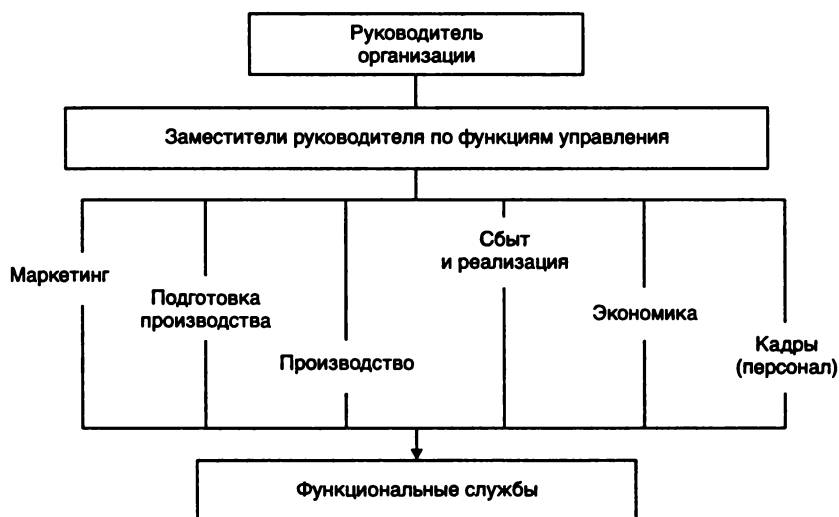 Руководитель
организации
Заместители руководителя по функциям управления
Маркетинг
Подготовка
производства
Производство
Сбыт
и реализация
Экономика
Кадры
(персонал)
Функциональные службы